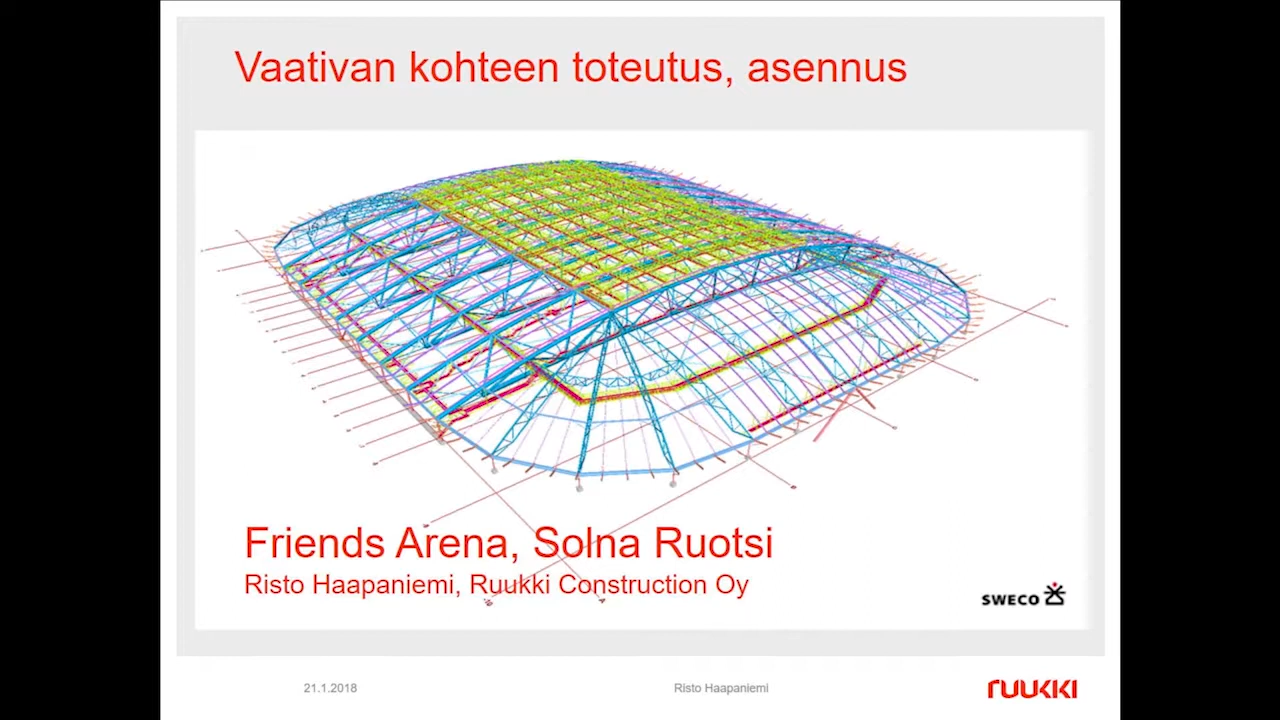 Vaativan kohteen toteutus, asennus
Friends Arena, Solna Ruotsi
Risto Haapaniemi, Ruukki Construction Oy
SWECO
21.1.2018
Risto Haapaniemi
RUUKKI